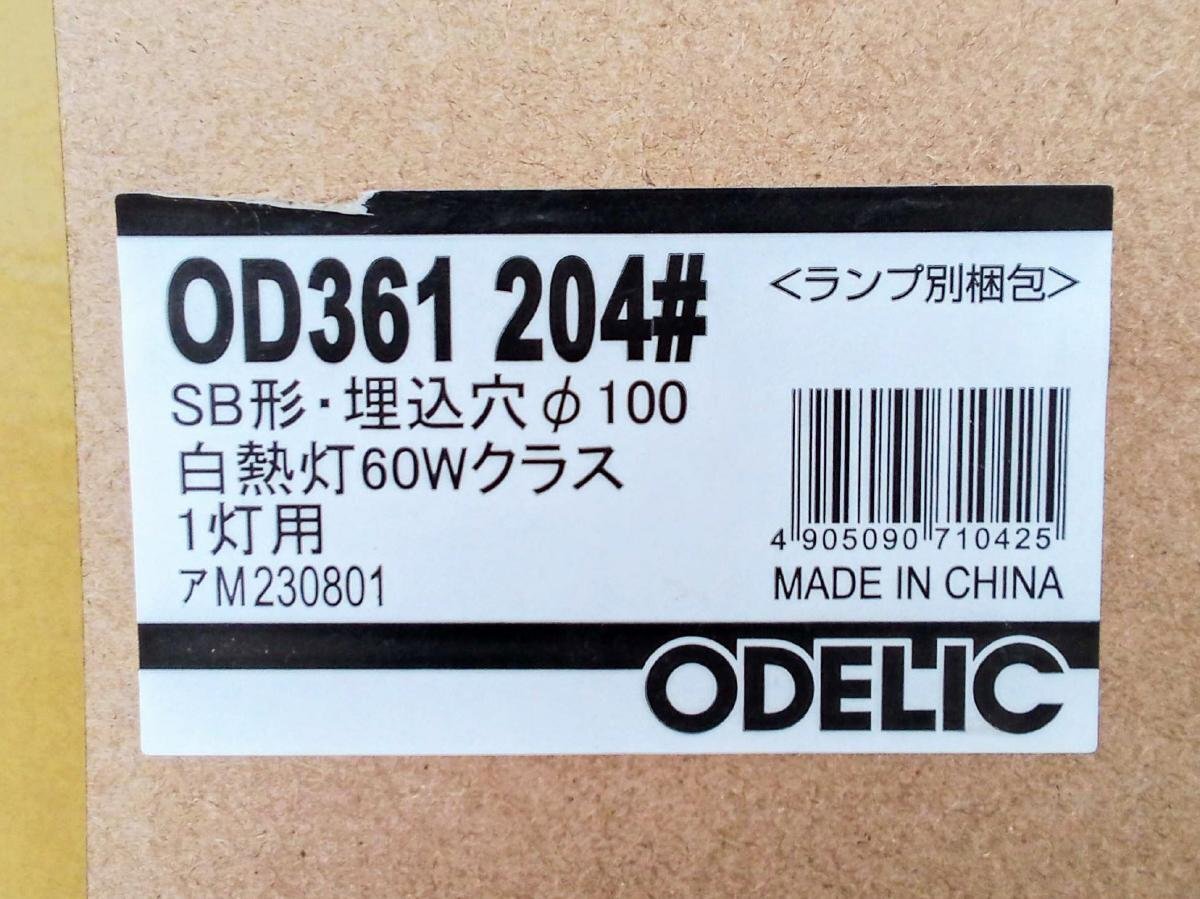 OD361 204#
<ランプ別梱包>
SB形・埋込穴φ100
白熱灯60Wクラス
1灯用
アM230801
4 905090 710425
MADE IN CHINA
ODELIC